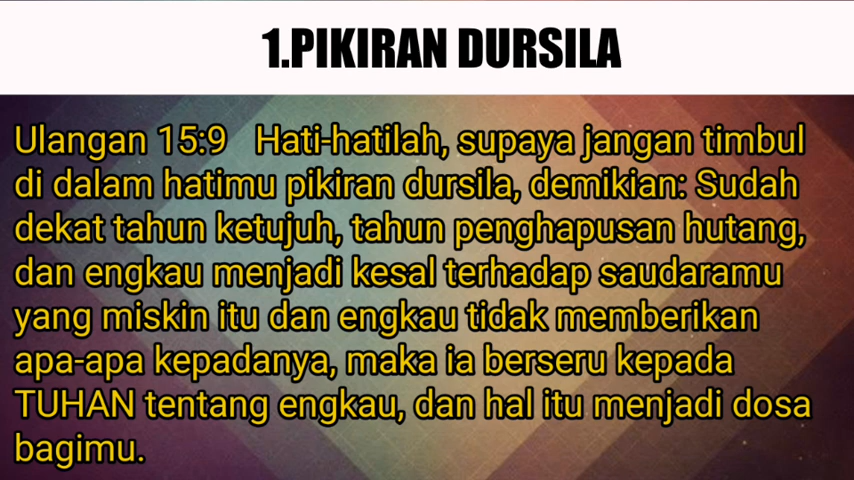 1.PIKIRAN DURSILA
Ulangan 15:9 Hati-hatilah, supaya jangan timbul
di dalam hatimu pikiran dursila, demikian: Sudah
dekat tahun ketujuh, tahun penghapusan hutang,
dan engkau menjadi kesal terhadap saudaramu
yang miskin itu dan engkau tidak memberikan
apa-apa kepadanya, maka ia berseru kepada
TUHAN tentang engkau, dan hal itu menjadi dosa
bagimu.